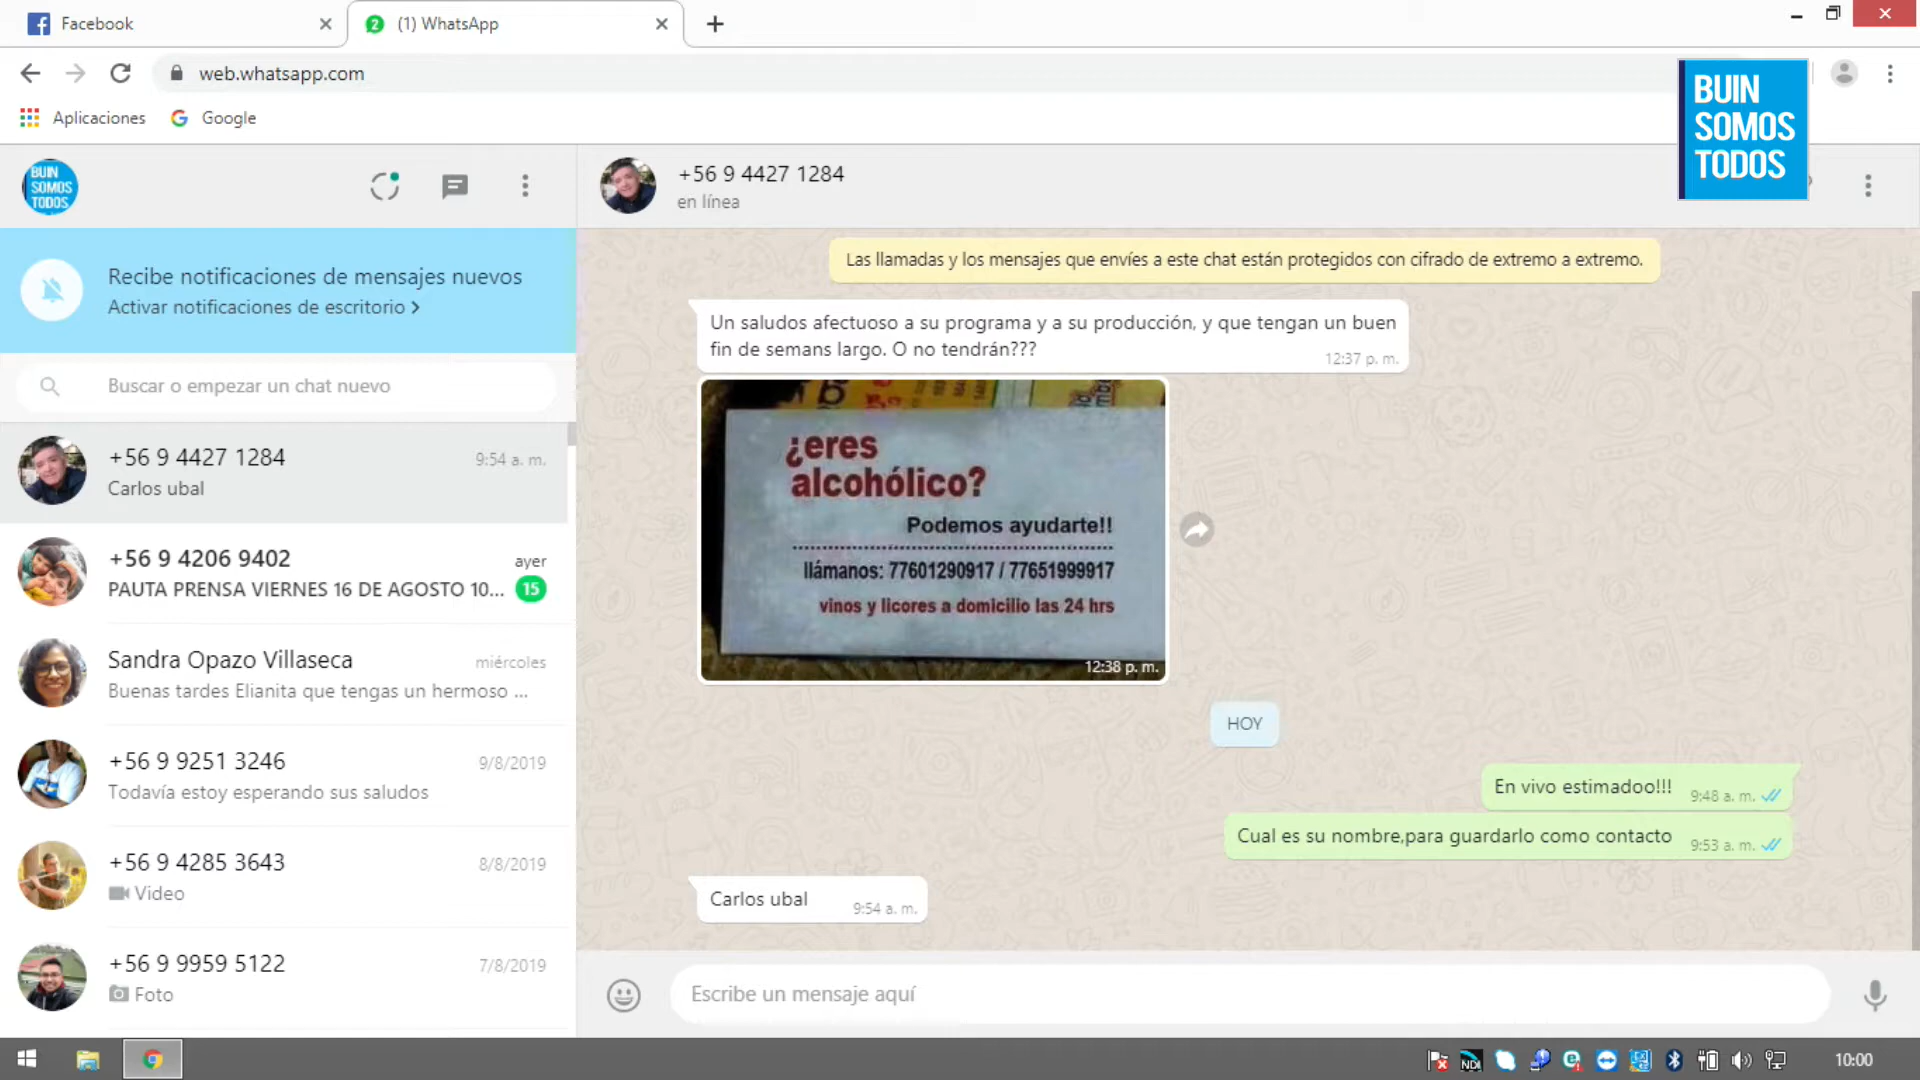 Facebook
(1) WhatsApp
web.whatsapp.com
Aplicaciones
Google
BUIN
SOMOS
TODOS
BUIN
SOMOS
TODOS
+56 9 4427 1284
en línea
Recibe notificaciones de mensajes nuevos
Activar notificaciones de escritorio
Buscar o empezar un chat nuevo
+56 9 4427 1284
9:54 a. m.
Carlos ubal
+56 9 4206 9402
ayer
PAUTA PRENSA VIERNES 16 DE AGOSTO 10...
15
Sandra Opazo Villaseca
miércoles
Buenas tardes Elianita que tengas un hermoso ...
+56 9 9251 3246
9/8/2019
Todavía estoy esperando sus saludos
+56 9 4285 3643
8/8/2019
Video
+56 9 9959 5122
7/8/2019
Foto
Las llamadas y los mensajes que envíes a este chat están protegidos con cifrado de extremo a extremo.
Un saludos afectuoso a su programa y a su producción, y que tengan un buen
fin de semans largo. O no tendrán???
12:37 p. m.
¿eres
alcohólico?
Podemos ayudarte!!
llámanos: 77601290917 / 77651999917
vinos y licores a domicilio las 24 hrs
12:38 p. m.
HOY
En vivo estimadoo!!!
9:48 a. m.
Cual es su nombre,para guardarlo como contacto
9:53 a. m.
Carlos ubal
9:54 a. m.
Escribe un mensaje aquí
NDI
10:00